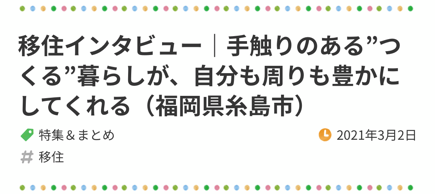 移住インタビュー｜手触りのある”つ
くる”暮らしが、自分も周りも豊かに
してくれる（福岡県糸島市）
特集＆まとめ 2021年3月2日
# 移住